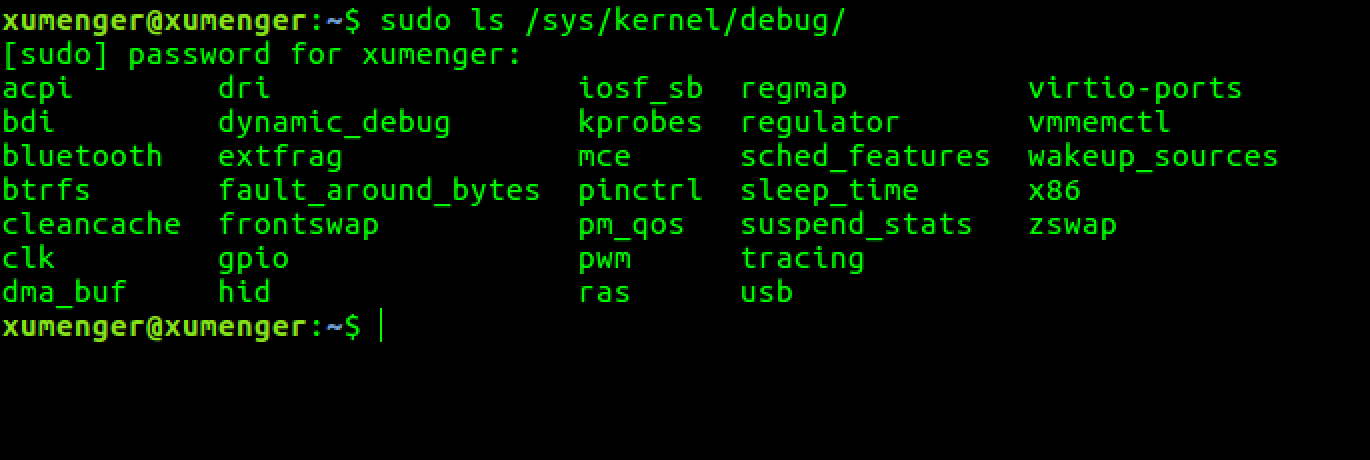 xumenger@xumenger:~$ sudo ls /sys/kernel/debug/
[sudo] password for xumenger:
acpi        dri                  iosf_sb  regmap          virtio-ports
bdi         dynamic_debug        kprobes  regulator       vmmemctl
bluetooth   extfrag              mce      sched_features  wakeup_sources
btrfs       fault_around_bytes   pinctrl  sleep_time      x86
cleancache  frontswap            pm_qos   suspend_stats   zswap
clk         gpio                 pwm      tracing
dma_buf     hid                  ras      usb
xumenger@xumenger:~$